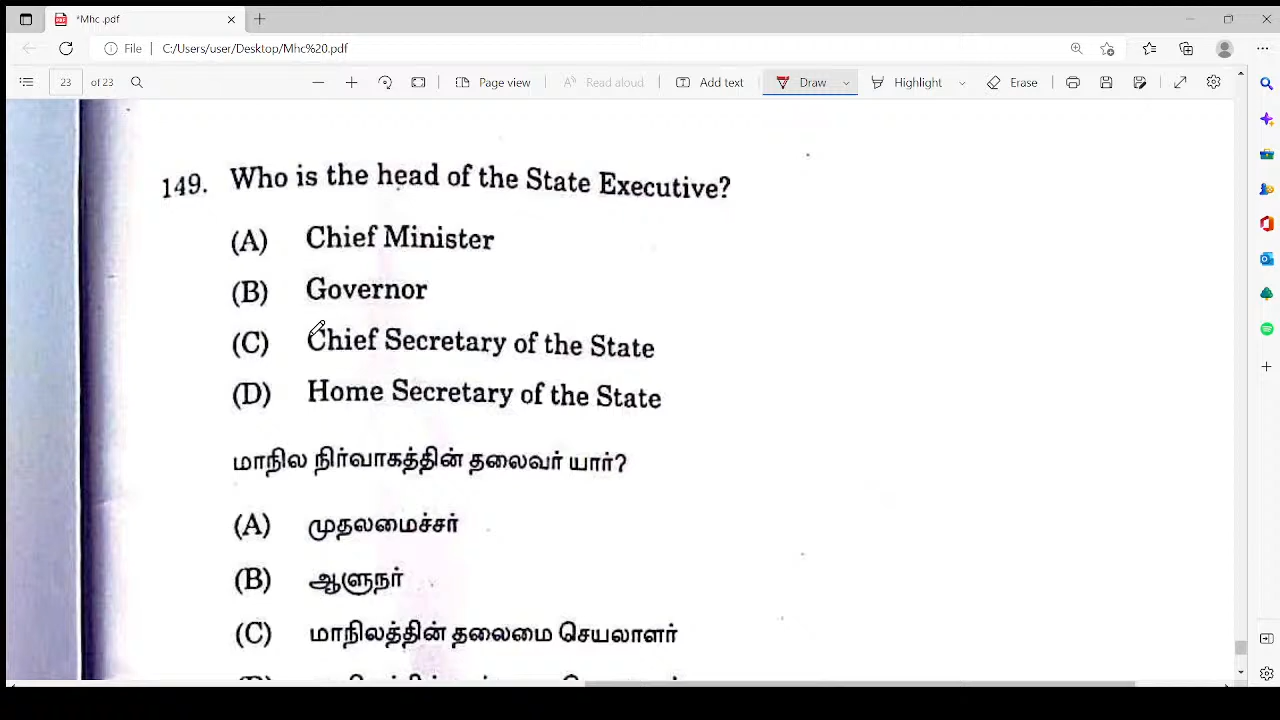 *Mhc .pdf
File
C:/Users/user/Desktop/Mhc%20.pdf
23 of 23
Page view
Read aloud
Add text
Draw
Highlight
Erase
149. Who is the head of the State Executive?
(A) Chief Minister
(B) Governor
(C) Chief Secretary of the State
(D) Home Secretary of the State
மாநில நிர்வாகத்தின் தலைவர் யார்?
(A) முதலமைச்சர்
(B) ஆளுநர்
(C) மாநிலத்தின் தலைமை செயலாளர்